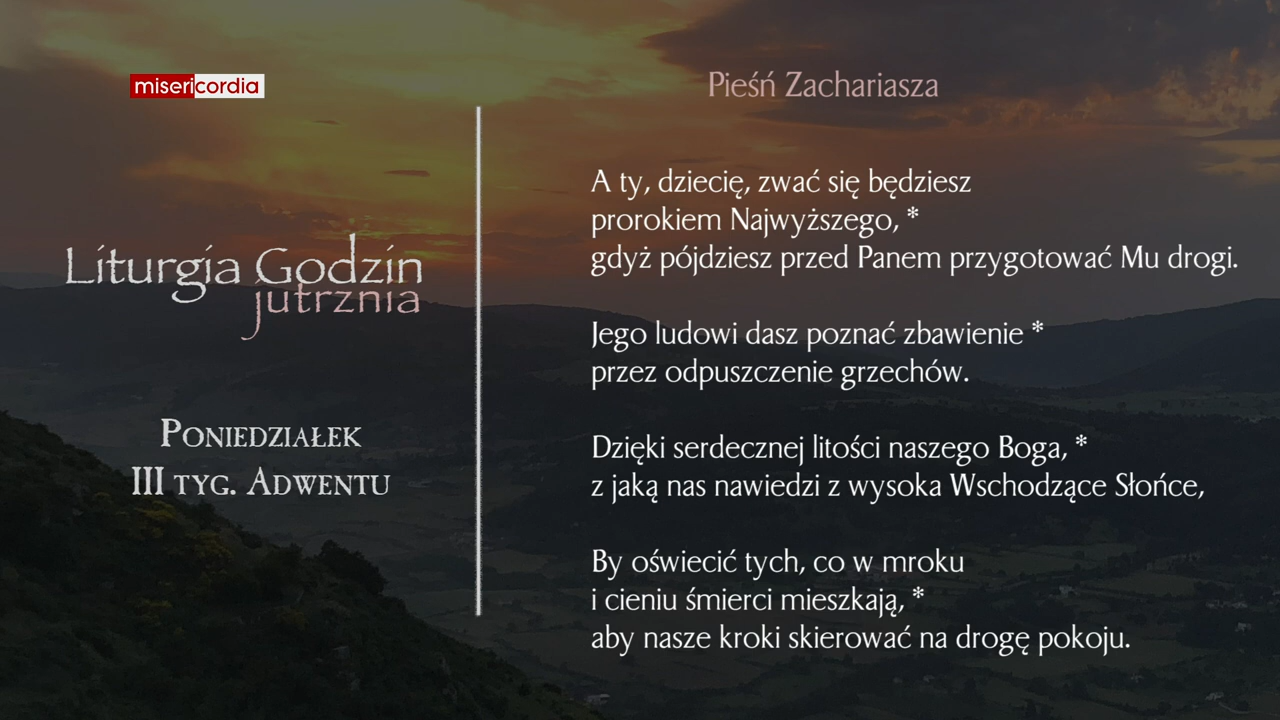 misericordia
Liturgia Godzin
jutrznia
Poniedziałek
III tyg. Adwentu
Pieśń Zachariasza
A ty, dziecię, zwać się będziesz
prorokiem Najwyższego, *
gdyż pójdziesz przed Panem przygotować Mu drogi.
Jego ludowi dasz poznać zbawienie *
przez odpuszczenie grzechów.
Dzięki serdecznej litości naszego Boga, *
z jaką nas nawiedzi z wysoka Wschodzące Słońce,
By oświecić tych, co w mroku
i cieniu śmierci mieszkają, *
aby nasze kroki skierować na drogę pokoju.